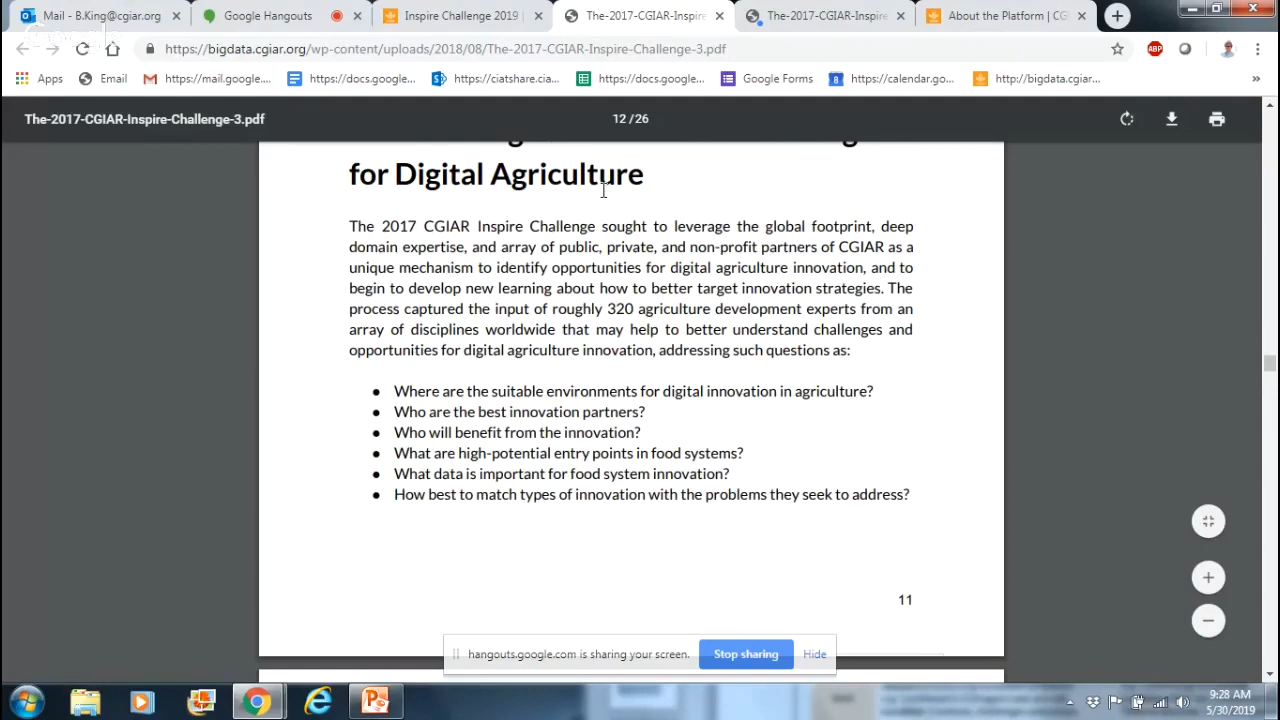 Mail - B.King@cgiar.org
Google Hangouts
Inspire Challenge 2019 |
The-2017-CGIAR-Inspire
The-2017-CGIAR-Inspire
About the Platform | CG
https://bigdata.cgiar.org/wp-content/uploads/2018/08/The-2017-CGIAR-Inspire-Challenge-3.pdf
ABP
Apps
Email
https://mail.google....
https://docs.google....
https://ciatshare.cia...
https://docs.google...
Google Forms
8
https://calendar.go...
http://bigdata.cgiar...
»
The-2017-CGIAR-Inspire-Challenge-3.pdf
12 / 26
for Digital Agriculture
The 2017 CGIAR Inspire Challenge sought to leverage the global footprint, deep
domain expertise, and array of public, private, and non-profit partners of CGIAR as a
unique mechanism to identify opportunities for digital agriculture innovation, and to
begin to develop new learning about how to better target innovation strategies. The
process captured the input of roughly 320 agriculture development experts from an
array of disciplines worldwide that may help to better understand challenges and
opportunities for digital agriculture innovation, addressing such questions as:
● Where are the suitable environments for digital innovation in agriculture?
● Who are the best innovation partners?
● Who will benefit from the innovation?
● What are high-potential entry points in food systems?
● What data is important for food system innovation?
● How best to match types of innovation with the problems they seek to address?
11
hangouts.google.com is sharing your screen.
Stop sharing
Hide
9:28 AM
5/30/2019